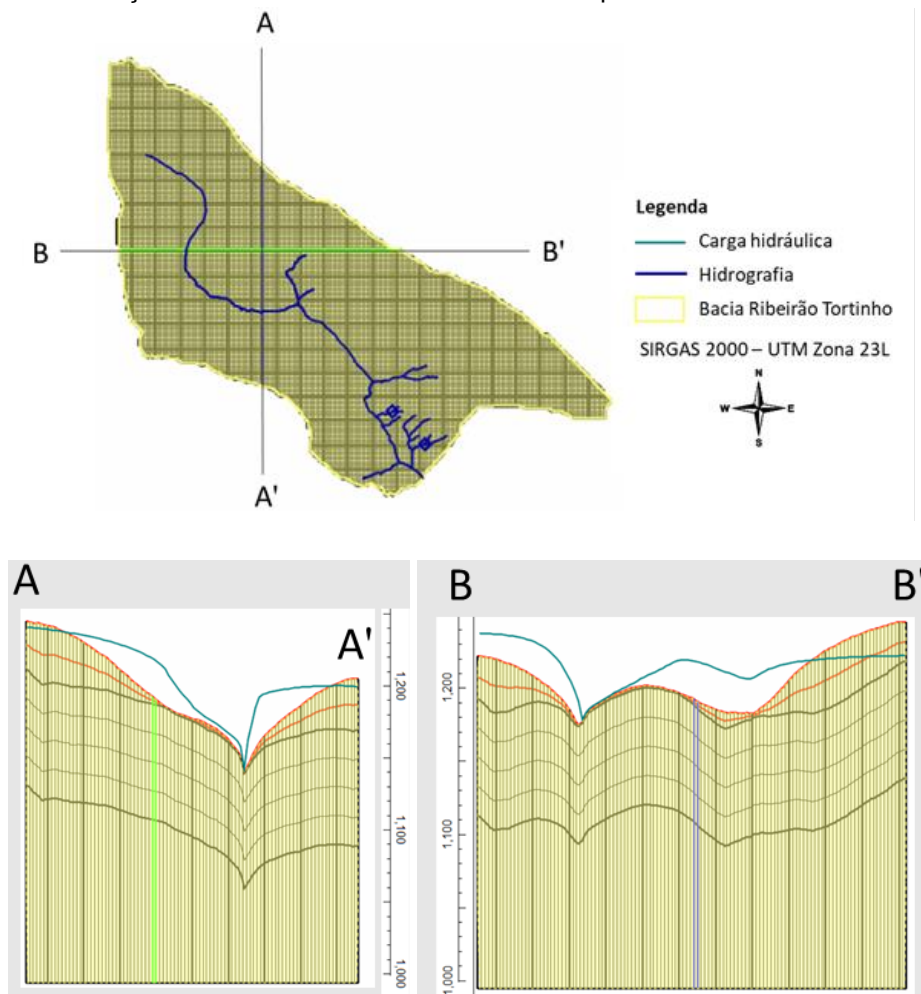 A
B
B'
A'
Legenda
Carga hidráulica
Hidrografia
Bacia Ribeirão Tortinho
SIRGAS 2000 – UTM Zona 23L
N
W
E
S
A
A'
1,200
1,100
1,000
B
B'
1,200
1,100
1,000